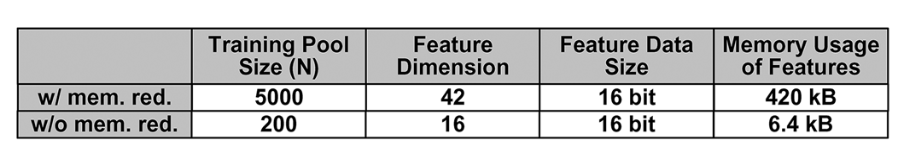 Training Pool Size (N) Feature Dimension Feature Data Size Memory Usage of Features
w/ mem. red. 5000 42 16 bit 420 kB
w/o mem. red. 200 16 16 bit 6.4 kB